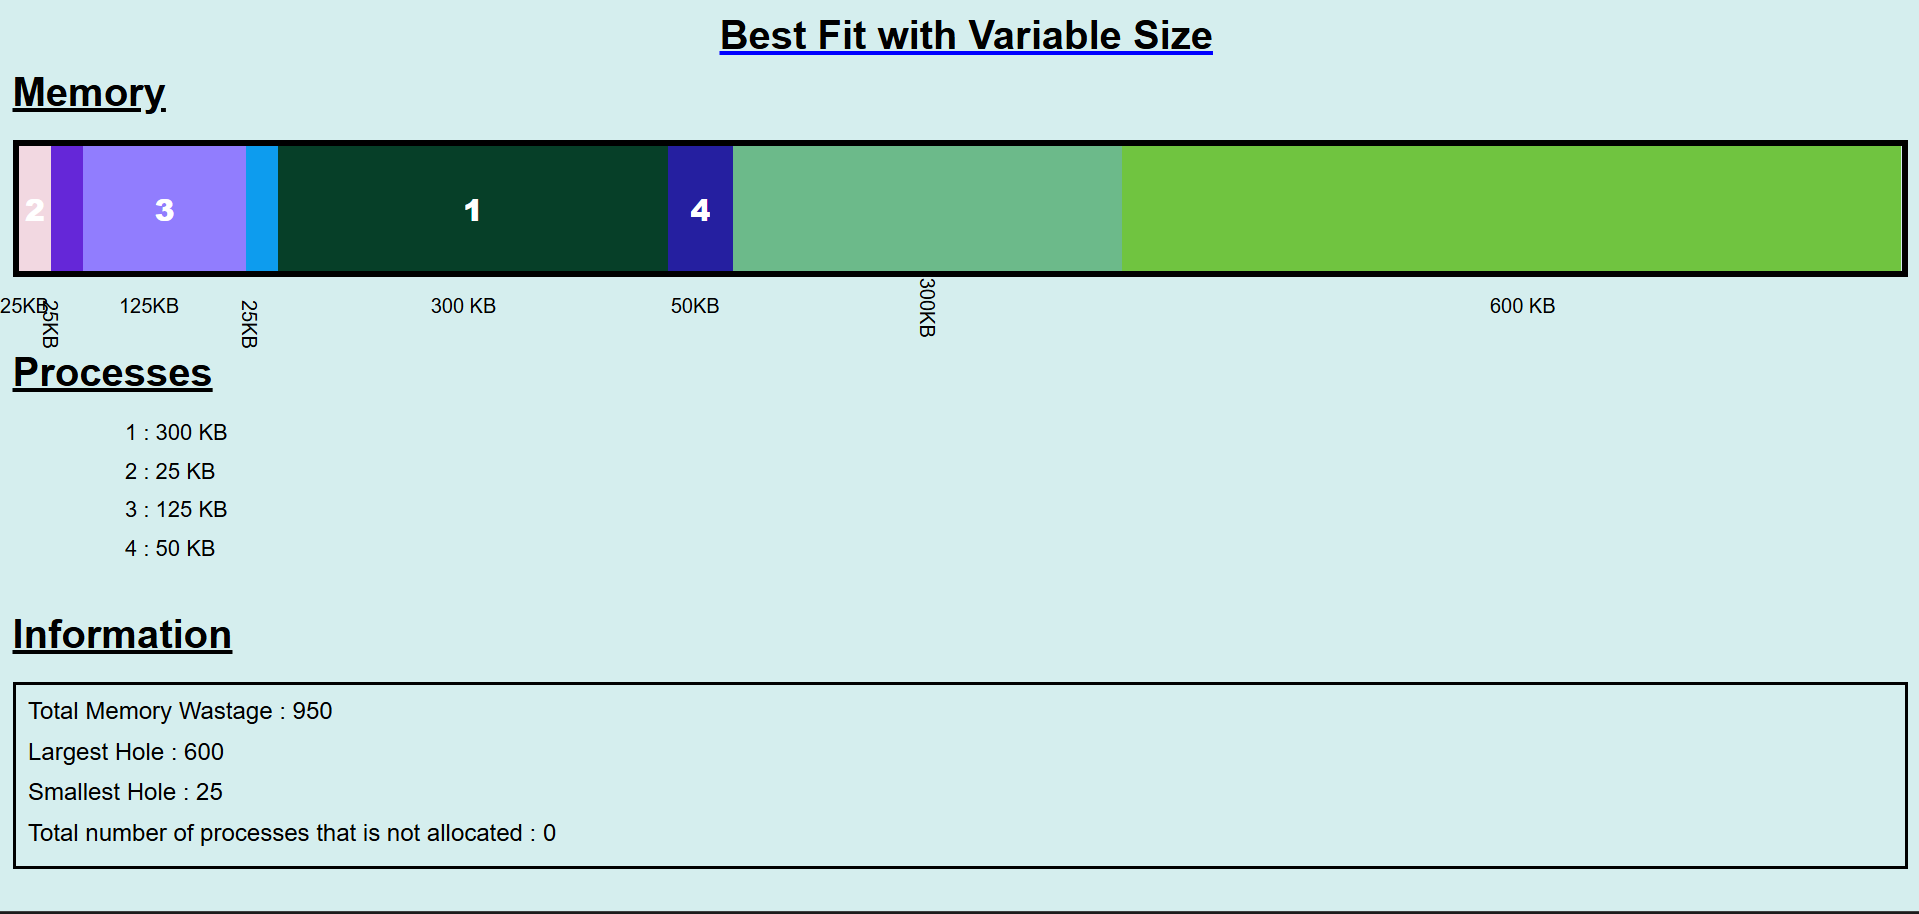 Best Fit with Variable Size
Memory
2 3 1 4
25KB 25KB 125KB 25KB 300 KB 50KB 300KB 600 KB
Processes
1 : 300 KB
2 : 25 KB
3 : 125 KB
4 : 50 KB
Information
Total Memory Wastage : 950
Largest Hole : 600
Smallest Hole : 25
Total number of processes that is not allocated : 0